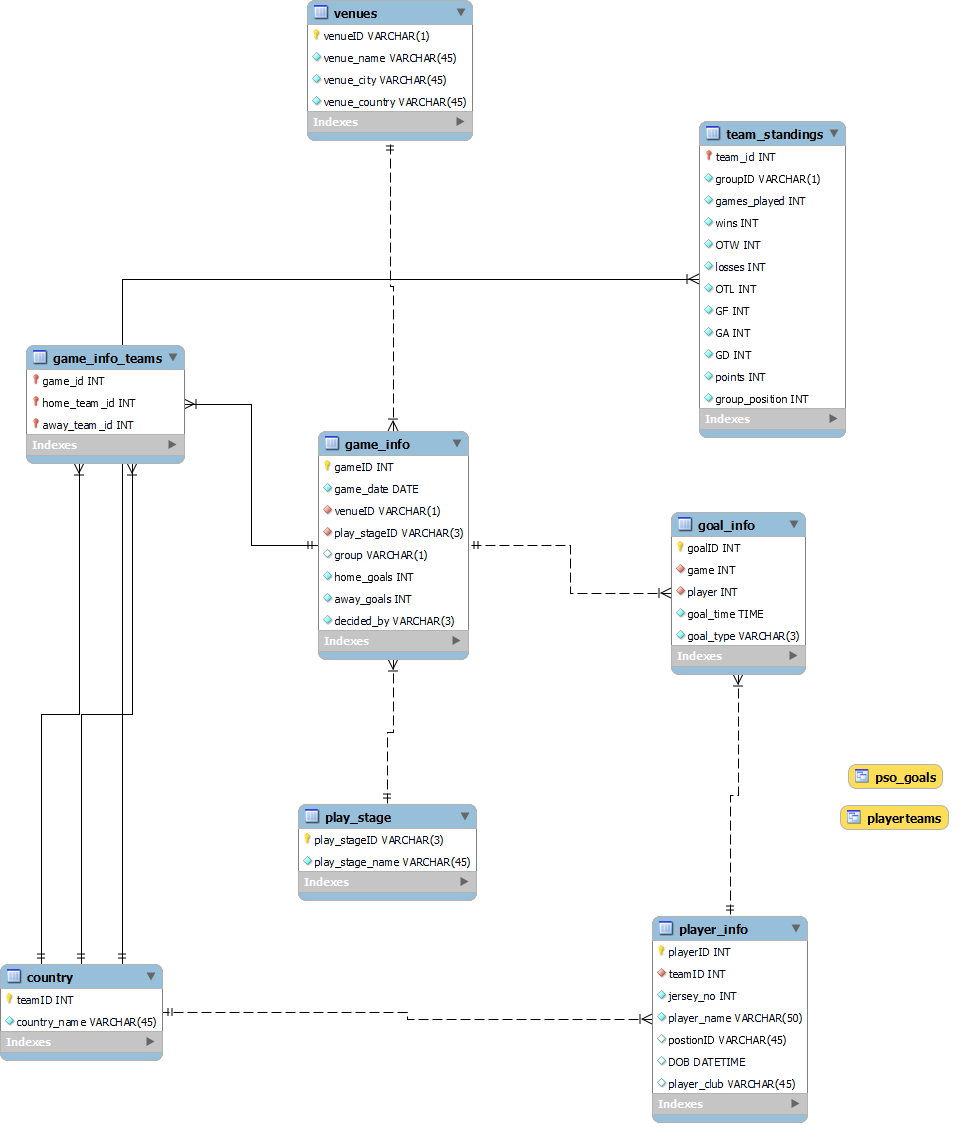 venues
venueID VARCHAR(1)
venue_name VARCHAR(45)
venue_city VARCHAR(45)
venue_country VARCHAR(45)
Indexes
team_standings
team_id INT
groupID VARCHAR(1)
games_played INT
wins INT
OTW INT
losses INT
OTL INT
GF INT
GA INT
GD INT
points INT
group_position INT
Indexes
game_info_teams
game_id INT
home_team_id INT
away_team_id INT
Indexes
game_info
gameID INT
game_date DATE
venueID VARCHAR(1)
play_stageID VARCHAR(3)
group VARCHAR(1)
home_goals INT
away_goals INT
decided_by VARCHAR(3)
Indexes
goal_info
goalID INT
game INT
player INT
goal_time TIME
goal_type VARCHAR(3)
Indexes
pso_goals
playerteams
play_stage
play_stageID VARCHAR(3)
play_stage_name VARCHAR(45)
Indexes
player_info
playerID INT
teamID INT
jersey_no INT
player_name VARCHAR(50)
postionID VARCHAR(45)
DOB DATETIME
player_club VARCHAR(45)
Indexes
country
teamID INT
country_name VARCHAR(45)
Indexes